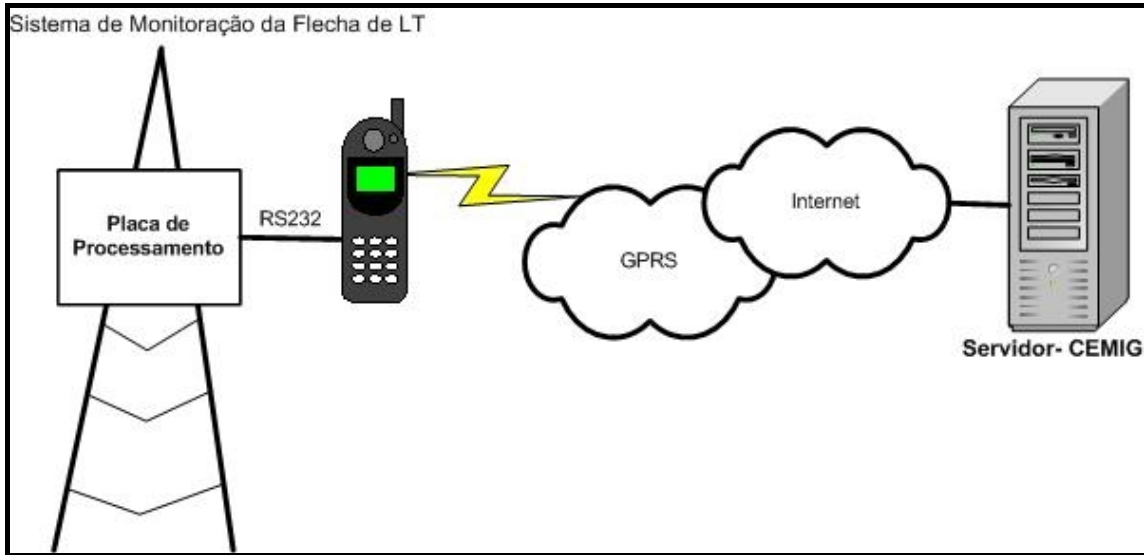 Sistema de Monitoração da Flecha de LT
Placa de
Processamento
RS232
GPRS
Internet
Servidor- CEMIG